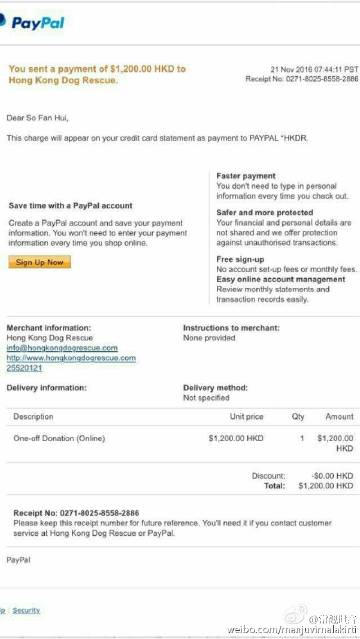 PayPal
You sent a payment of $1,200.00 HKD to
Hong Kong Dog Rescue.
21 Nov 2016 07:44:11 PST
Receipt No: 0271-8025-8558-2886
Dear So Fan Hui,
This charge will appear on your credit card statement as payment to PAYPAL *HKDR.
Save time with a PayPal account
Create a PayPal account and save your payment
information. You won't need to enter your payment
information every time you shop online.
Sign Up Now
Faster payment
You don't need to type in personal
information every time you check out.
Safer and more protected
Your financial and personal details are
not shared and we offer protection
against unauthorised transactions.
Free sign-up
No account set-up fees or monthly fees.
Easy online account management
Review monthly statements and
transaction records easily.
Merchant information:
Hong Kong Dog Rescue
info@hongkongdogrescue.com
http://www.hongkongdogrescue.com
25520121
Instructions to merchant:
None provided
Delivery information:
Delivery method:
Not specified
Description Unit price Qty Amount
One-off Donation (Online) $1,200.00 HKD 1 $1,200.00
HKD
Discount: -$0.00 HKD
Total: $1,200.00 HKD
Receipt No: 0271-8025-8558-2886
Please keep this receipt number for future reference. You'll need it if you contact customer
service at Hong Kong Dog Rescue or PayPal.
PayPal
Security
weibo.com/manjuvimalakirti